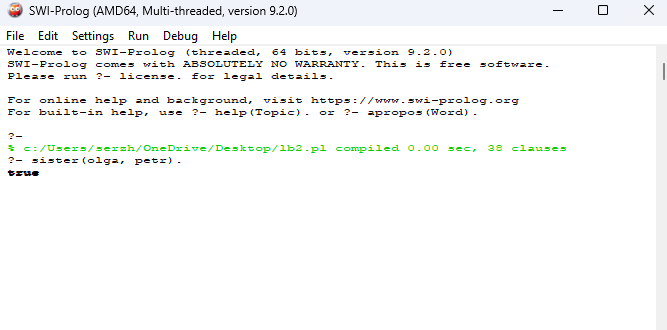 SWI-Prolog (AMD64, Multi-threaded, version 9.2.0)
File Edit Settings Run Debug Help
Welcome to SWI-Prolog (threaded, 64 bits, version 9.2.0)
SWI-Prolog comes with ABSOLUTELY NO WARRANTY. This is free software.
Please run ?- license. for legal details.
For online help and background, visit https://www.swi-prolog.org
For built-in help, use ?- help(Topic). or ?- apropos(Word).
?-
% c:/Users/serzh/OneDrive/Desktop/lb2.pl compiled 0.00 sec, 38 clauses
?- sister(olga, petr).
true